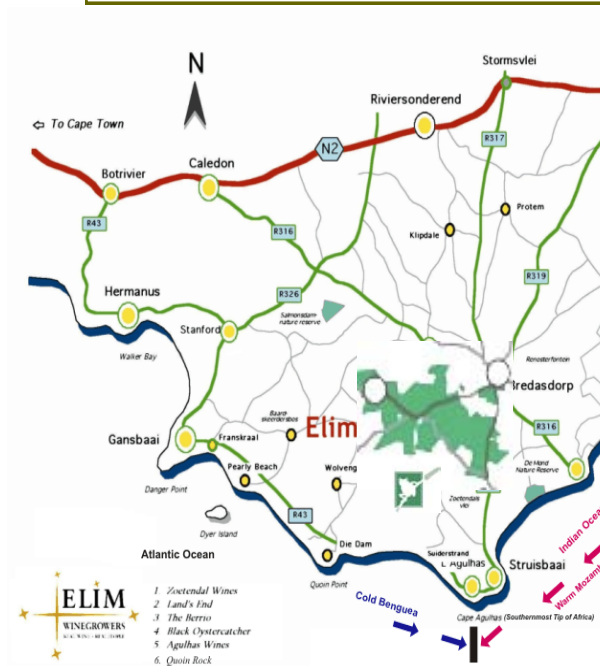 Stormsvlei
N
Riviersonderend
To Cape Town
R317
N2
Caledon
Botrivier
Protem
R43
R316
Klipdale
R319
Hermanus
R326
Salmonsdam
nature reserve
Stanford
Walker Bay
Renosterfontein
Bredasdorp
Elim
Gansbaai
Franskraal
R316
De Mond
Nature Reserve
Pearly Beach
Wolveng
Danger Point
Zoetendals
vlei
R43
Dyer Island
Indian Ocea
Die Dam
Atlantic Ocean
Suiderstrand
L'Agulhas
Struisbaai
Quoin Point
Warm Mozamb
Cold Benguea
Cape Agulhas (Southernmost Tip of Africa)
ELIM
WINEGROWERS
1 Zoetendal Wines
2 Land's End
3 The Berrio
4 Black Oystercatcher
5 Agulhas Wines
6. Quoin Rock